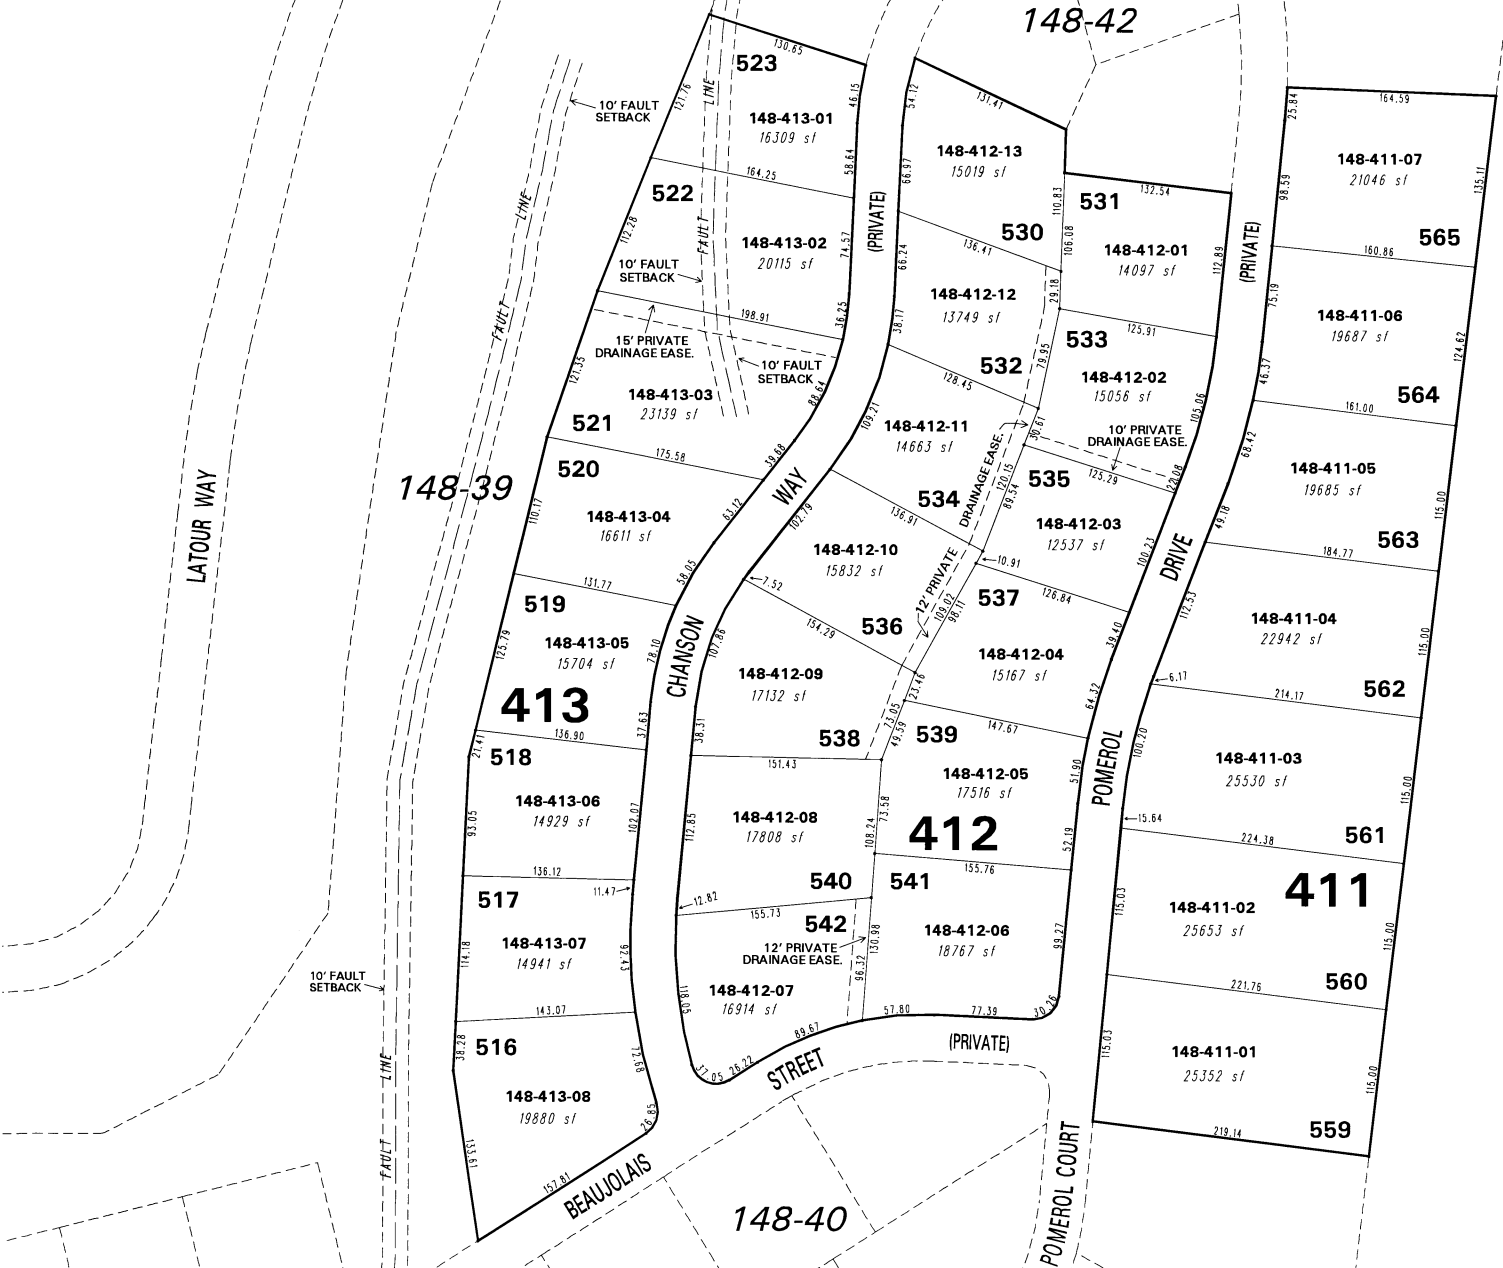 148-42
130.65
523
121.76
LINE
10' FAULT
SETBACK
148-413-01
16309 sf
46.15
54.12
131.41
25.84
164.59
148-411-07
21046 sf
135.11
98.59
565
160.86
58.64
66.97
148-412-13
15019 sf
530
136.41
110.83
106.08
132.54
531
148-412-01
14097 sf
112.89
(PRIVATE)
(PRIVATE)
164.25
522
112.28
LINE
FAULT
FAULT
148-413-02
20115 sf
74.57
66.24
10' FAULT
SETBACK
198.91
36.25
38.17
148-412-12
13749 sf
29.18
532
79.95
128.45
125.91
533
148-412-02
15056 sf
105.06
75.19
148-411-06
19687 sf
124.62
564
46.37
161.00
15' PRIVATE
DRAINAGE EASE.
10' FAULT
SETBACK
121.35
148-413-03
23139 sf
521
88.64
109.21
148-412-11
14663 sf
534
136.91
30.61
10' PRIVATE
DRAINAGE EASE.
125.29
68.42
148-411-05
19685 sf
115.00
563
49.18
184.77
148-39
520
175.58
39.68
WAY
102.79
DRAINAGE EASE.
120.15
89.54
535
148-412-03
12537 sf
100.23
DRIVE
LATOUR WAY
110.17
148-413-04
16611 sf
63.12
58.05
148-412-10
15832 sf
536
7.52
154.29
12' PRIVATE
10.91
109.02
98.11
126.84
537
39.40
112.53
148-411-04
22942 sf
115.00
562
6.17
214.17
131.77
519
125.79
148-413-05
15704 sf
78.10
37.63
413
136.90
CHANSON
107.86
38.31
148-412-09
17132 sf
538
151.43
148-412-04
15167 sf
64.32
23.46
73.05
49.59
147.67
539
21.41
518
148-413-06
14929 sf
93.05
102.07
136.12
112.85
148-412-08
17808 sf
540
73.58
108.24
148-412-05
17516 sf
412
51.90
52.19
155.76
POMEROL
100.20
15.64
148-411-03
25530 sf
115.00
561
224.38
411
11.47
12.82
155.73
517
148-413-07
14941 sf
114.18
92.43
143.07
542
12' PRIVATE
DRAINAGE EASE.
130.98
96.32
148-412-07
16914 sf
118.05
541
148-412-06
18767 sf
99.27
115.03
148-411-02
25653 sf
115.00
560
221.76
10' FAULT
SETBACK
516
38.28
148-413-08
19880 sf
72.68
26.85
133.61
157.81
37.05
26.22
89.67
57.80
77.39
30.26
(PRIVATE)
STREET
BEAUJOLAIS
115.03
148-411-01
25352 sf
115.00
559
219.14
LINE
FAULT
148-40
POMEROL COURT